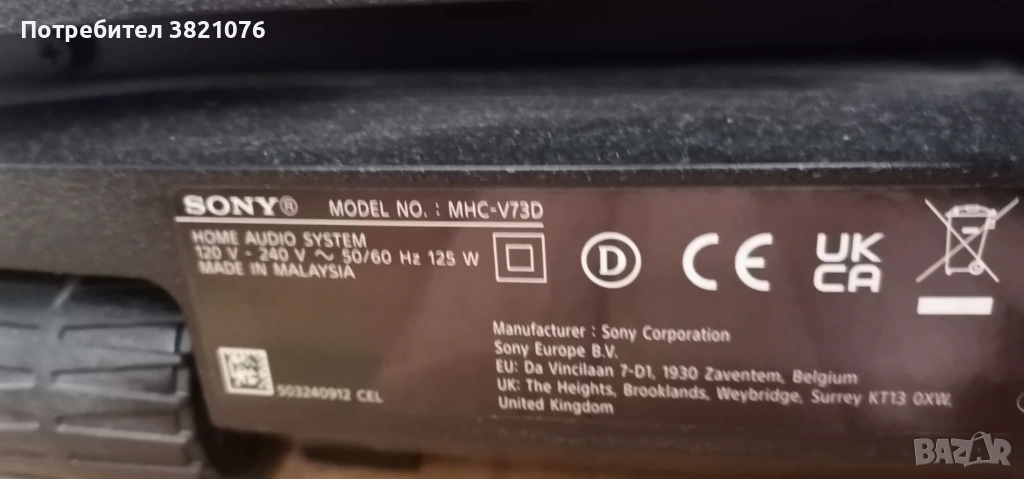 Потребител 3821076
SONY® MODEL NO. : MHC-V73D
HOME AUDIO SYSTEM
120 V - 240 V ~ 50/60 Hz 125 W
MADE IN MALAYSIA
D CE UK
CA
Manufacturer : Sony Corporation
Sony Europe B.V.
EU: Da Vincilaan 7-D1, 1930 Zaventem, Belgium
UK: The Heights, Brooklands, Weybridge, Surrey KT13 0XW,
United Kingdom
503240912 CEL
BAZAR